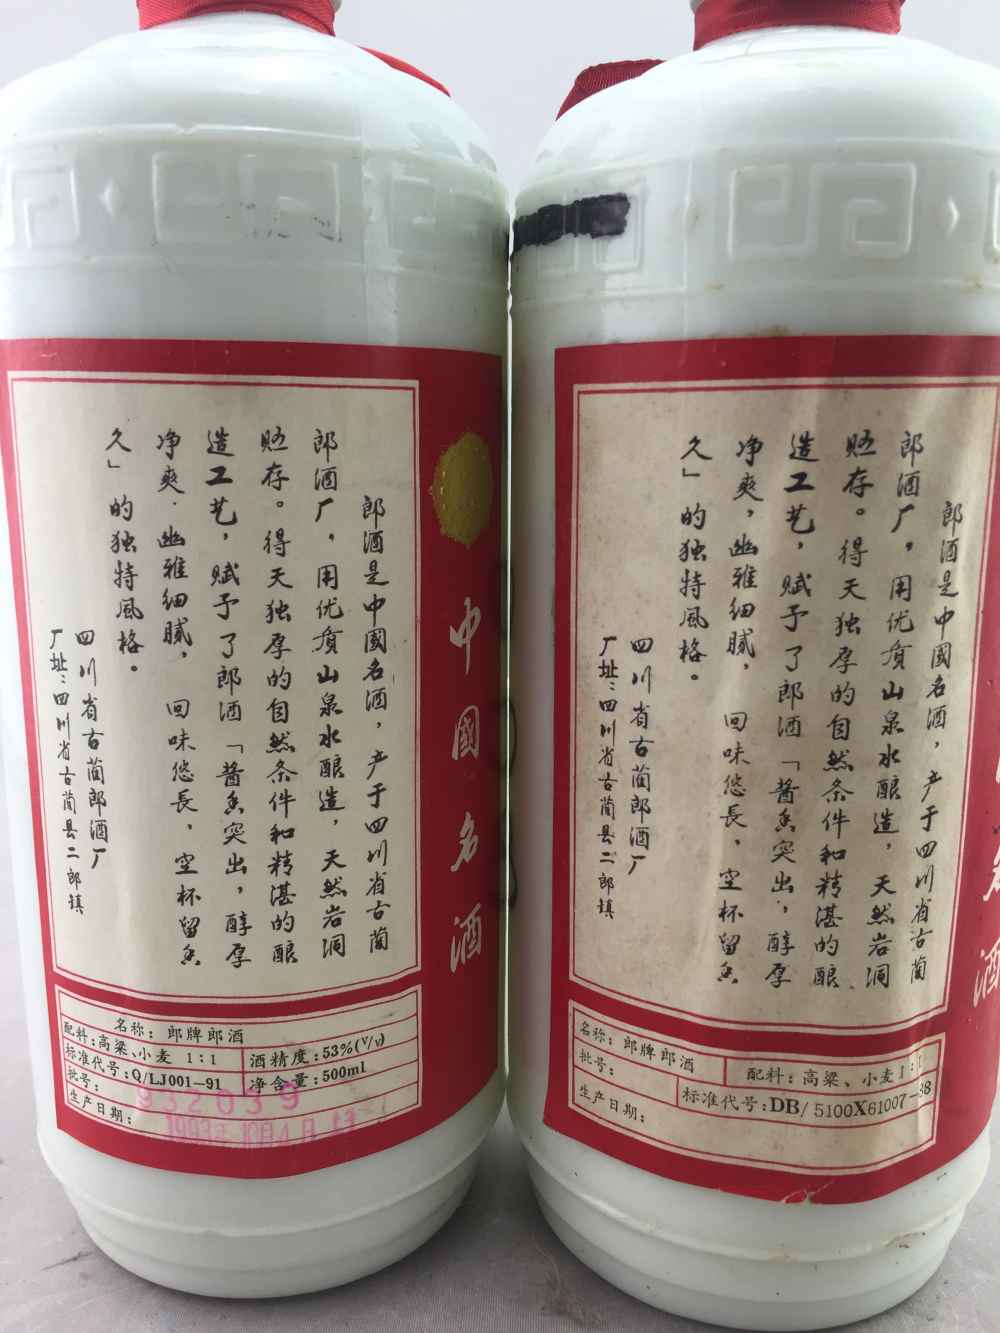 郎酒是中國名酒，产于四川省古蔺
郎酒厂，用优质山泉水酿造，天然岩洞
贮存。得天独厚的自然条件和精湛的酿
造工艺，赋予了郎酒「酱香突出，醇厚
净爽．幽雅细腻，回味悠長，空杯留香
久」的独特風格。
四川省古蔺郎酒厂
厂址：四川省古蔺县二郎镇
中國名酒
名称：郎牌郎酒
配料：高粱、小麦 1:1
酒精度：53%(V/V)
标准代号：Q/LJ001-91
净含量：500ml
批号：
932039
生产日期：
郎酒是中國名酒，产于四川省古蔺
郎酒厂。用优质山泉水酿造，天然岩洞
贮存。得天独厚的自然条件和精湛的酿
造工艺，赋予了郎酒「酱香突出，醇厚
净爽，幽雅细腻，回味悠長，空杯留香
久」的独特風格。
四川省古蔺郎酒厂
厂址：四川省古蔺县二郎镇
名酒
名称：郎牌郎酒
配料：高粱、小麦 1:1
批号：
标准代号：DB/5100X61007-88
生产日期：